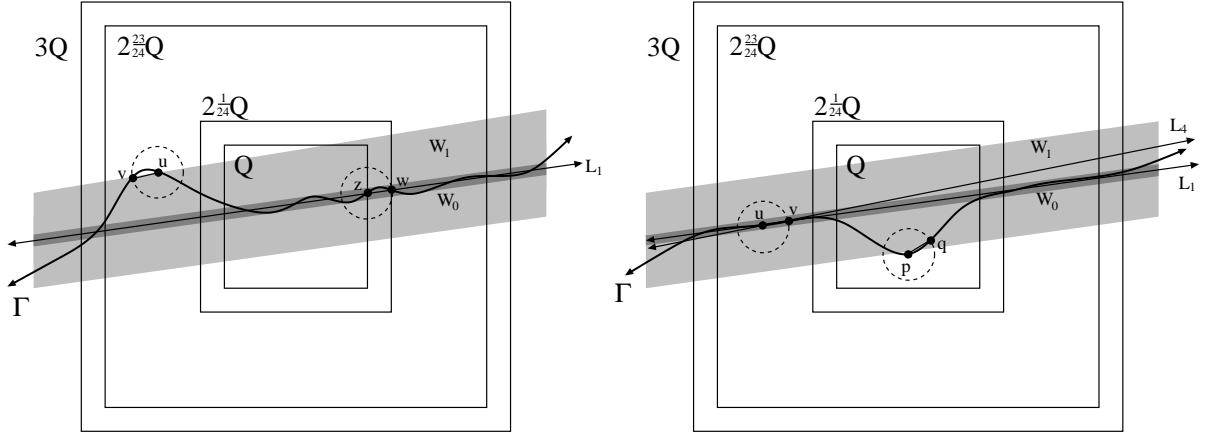 3Q
2 23/24 Q
2 1/24 Q
Q
W₁
v
u
z
w
L₁
W₀
Γ
3Q
2 23/24 Q
2 1/24 Q
Q
W₁
L₄
L₁
u
v
W₀
q
p
Γ